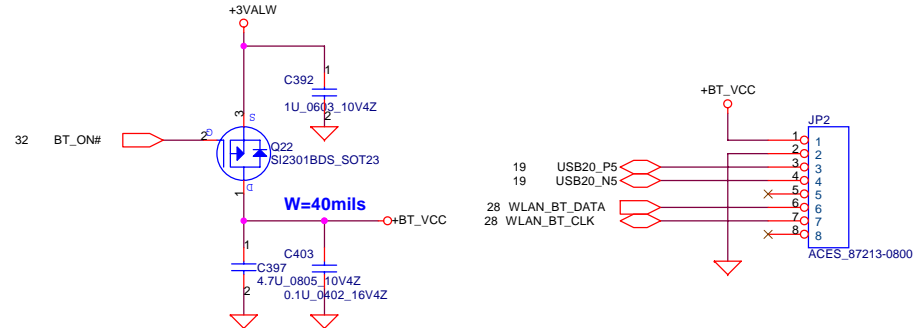 +3VALW
1
C392
1U_0603_10V4Z
2
3
S
32 BT_ON#
2
G
Q22
SI2301BDS_SOT23
D
1
W=40mils
+BT_VCC
1
C397
4.7U_0805_10V4Z
2
C403
0.1U_0402_16V4Z
+BT_VCC
JP2
1 1
2 2
19 USB20_P5 3 3
19 USB20_N5 4 4
5 5
28 WLAN_BT_DATA 6 6
28 WLAN_BT_CLK 7 7
8 8
ACES_87213-0800